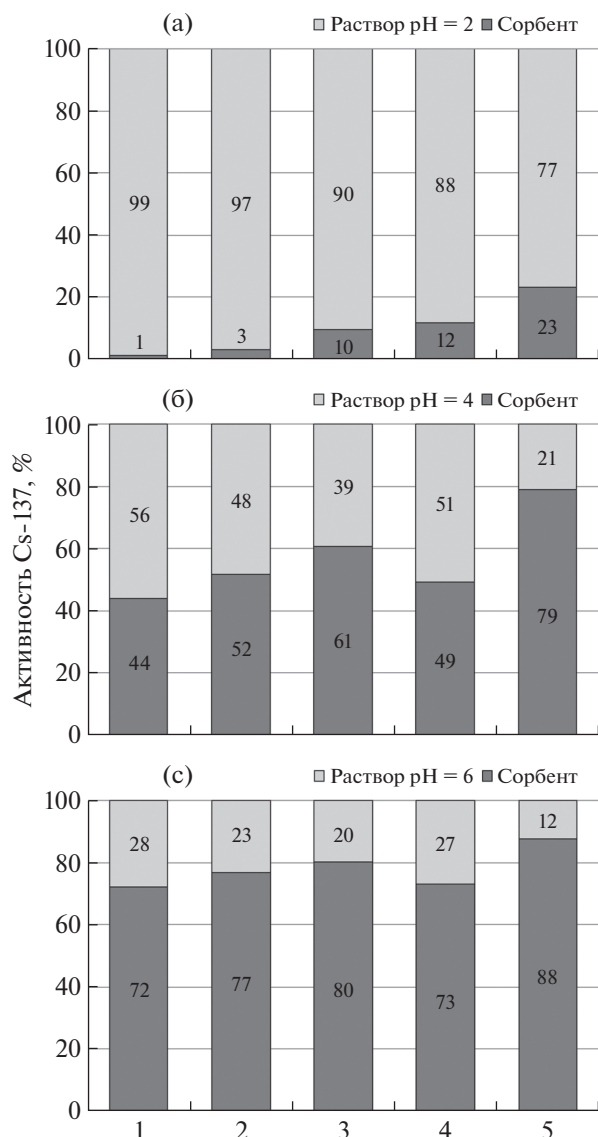 (а)
Раствор pH = 2 Сорбент
100
80
60
40
20
0
99 97 90 88 77
1 3 10 12 23
(б)
Раствор pH = 4 Сорбент
100
80
60
40
20
0
56 48 39 51 21
44 52 61 49 79
Активность Cs-137, %
(с)
Раствор pH = 6 Сорбент
100
80
60
40
20
0
28 23 20 27 12
72 77 80 73 88
1 2 3 4 5